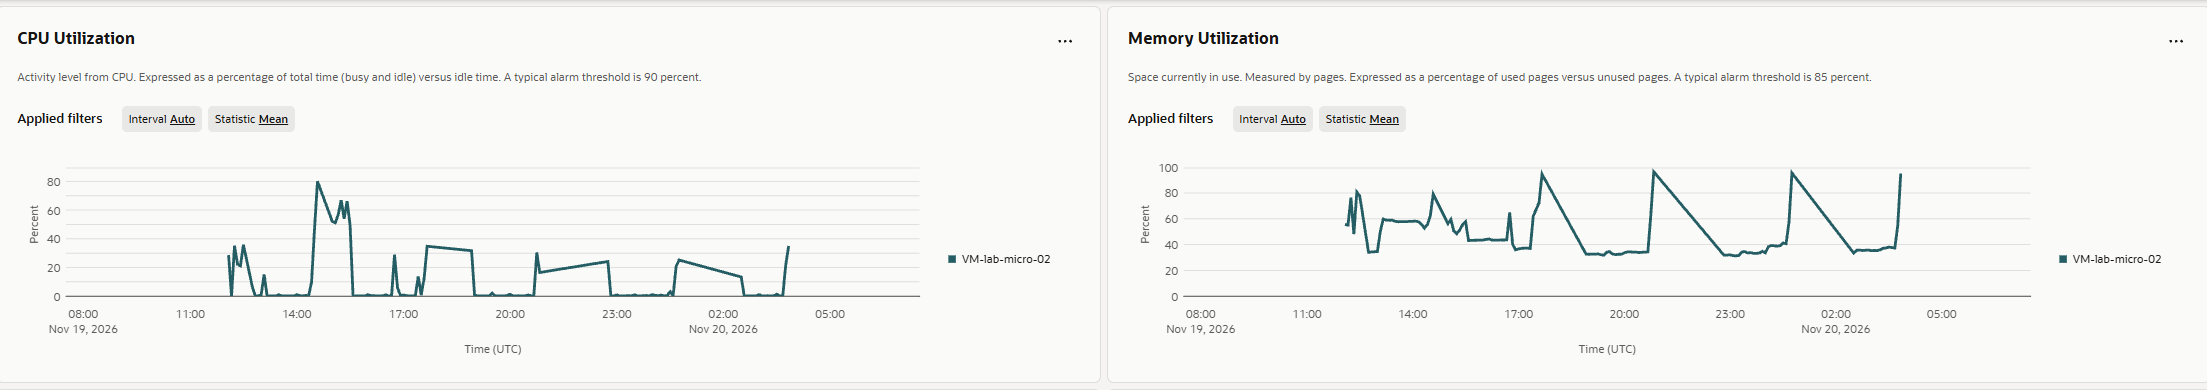 CPU Utilization
...
Activity level from CPU. Expressed as a percentage of total time (busy and idle) versus idle time. A typical alarm threshold is 90 percent.
Applied filters Interval Auto Statistic Mean
80
60
40
20
0
Percent
08:00 11:00 14:00 17:00 20:00 23:00 02:00 05:00
Nov 19, 2026 Nov 20, 2026
Time (UTC)
VM-lab-micro-02
Memory Utilization
...
Space currently in use. Measured by pages. Expressed as a percentage of used pages versus unused pages. A typical alarm threshold is 85 percent.
Applied filters Interval Auto Statistic Mean
100
80
60
40
20
0
Percent
08:00 11:00 14:00 17:00 20:00 23:00 02:00 05:00
Nov 19, 2026 Nov 20, 2026
Time (UTC)
VM-lab-micro-02